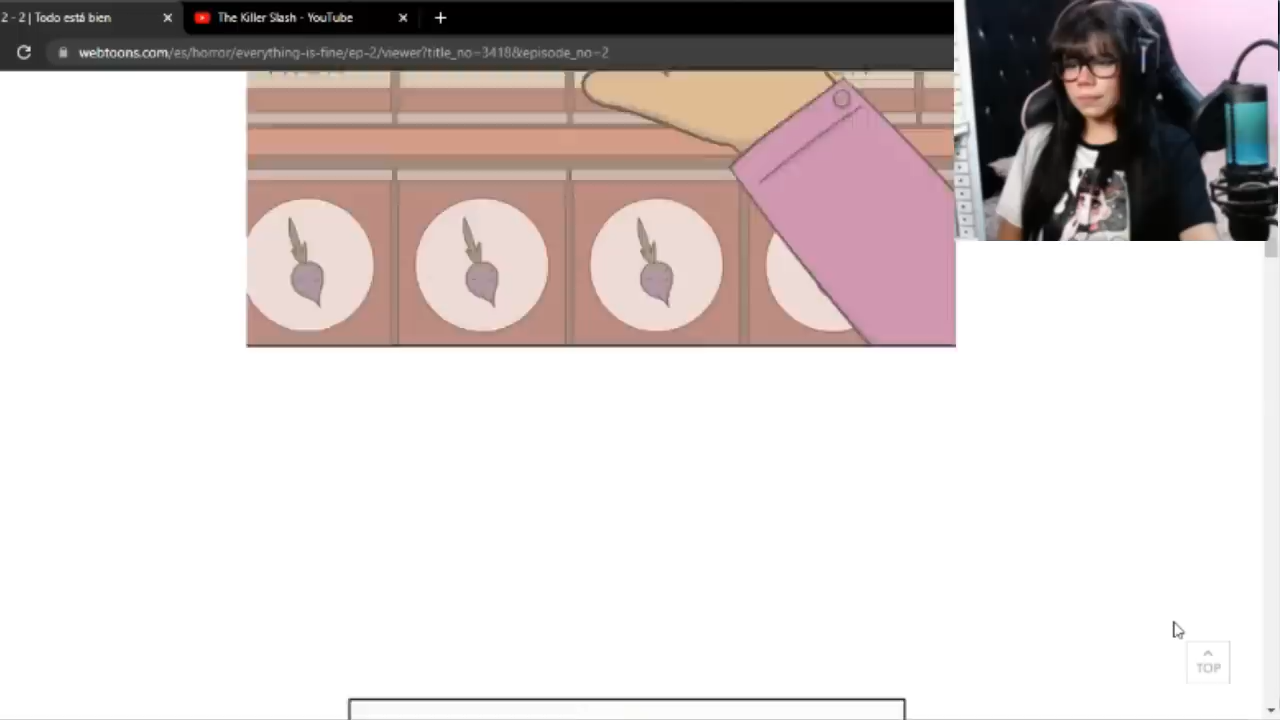 2 - 2 | Todo está bien
The Killer Slash - YouTube
webtoons.com/es/horror/everything-is-fine/ep-2/viewer?title_no=3418&episode_no=2
TOP